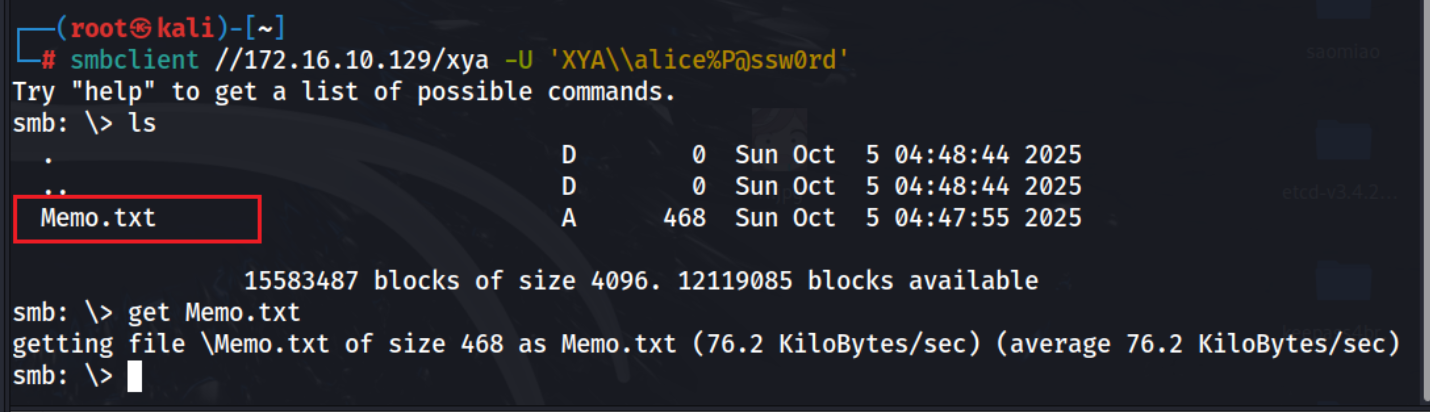 ┌──(root㉿kali)-[~]
└─# smbclient //172.16.10.129/xya -U 'XYA\\alice%P@ssw0rd'
Try "help" to get a list of possible commands.
smb: \> ls
  .                                   D        0  Sun Oct  5 04:48:44 2025
  ..                                  D        0  Sun Oct  5 04:48:44 2025
  Memo.txt                            A      468  Sun Oct  5 04:47:55 2025
                15583487 blocks of size 4096. 12119085 blocks available
smb: \> get Memo.txt
getting file \Memo.txt of size 468 as Memo.txt (76.2 KiloBytes/sec) (average 76.2 KiloBytes/sec)
smb: \>
saomiao
etcd-v3.4.2...